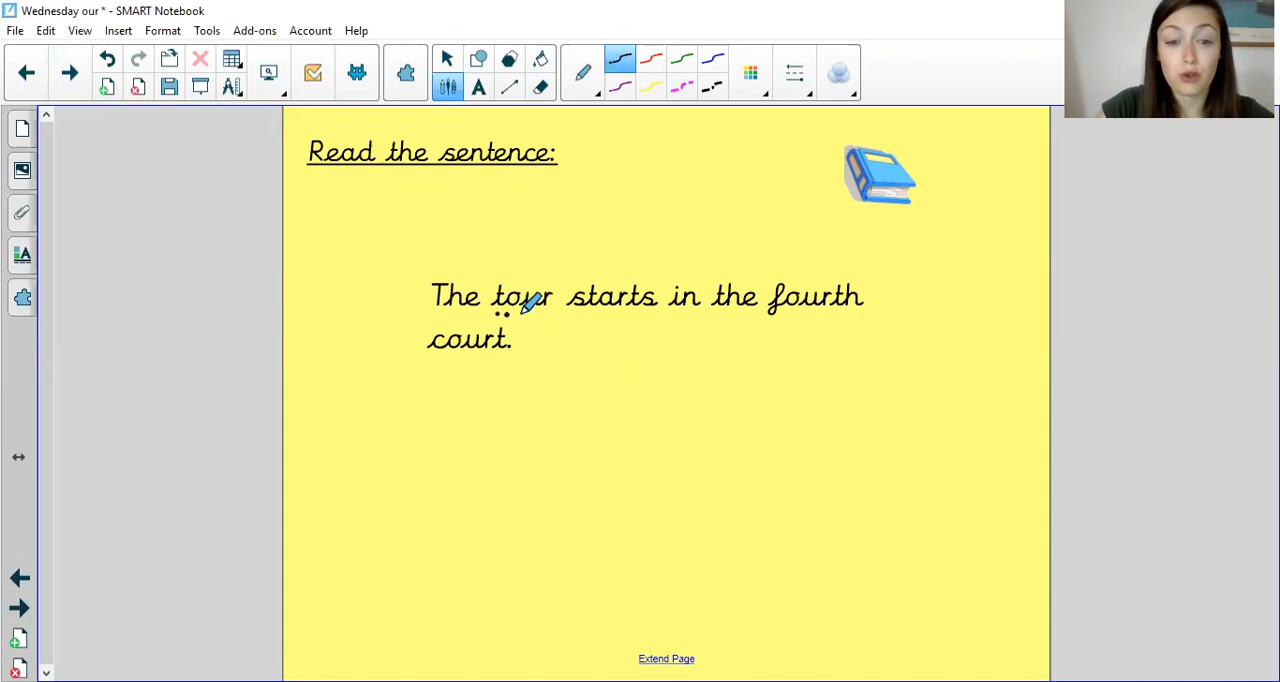 Wednesday our * - SMART Notebook
File Edit View Insert Format Tools Add-ons Account Help
Read the sentence:
The tour starts in the fourth
court.
Extend Page